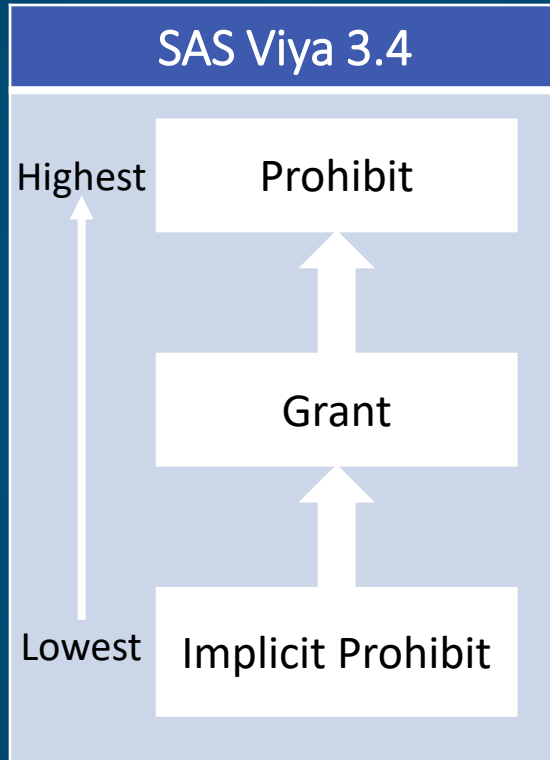 SAS Viya 3.4
Highest
Prohibit
Grant
Lowest
Implicit Prohibit